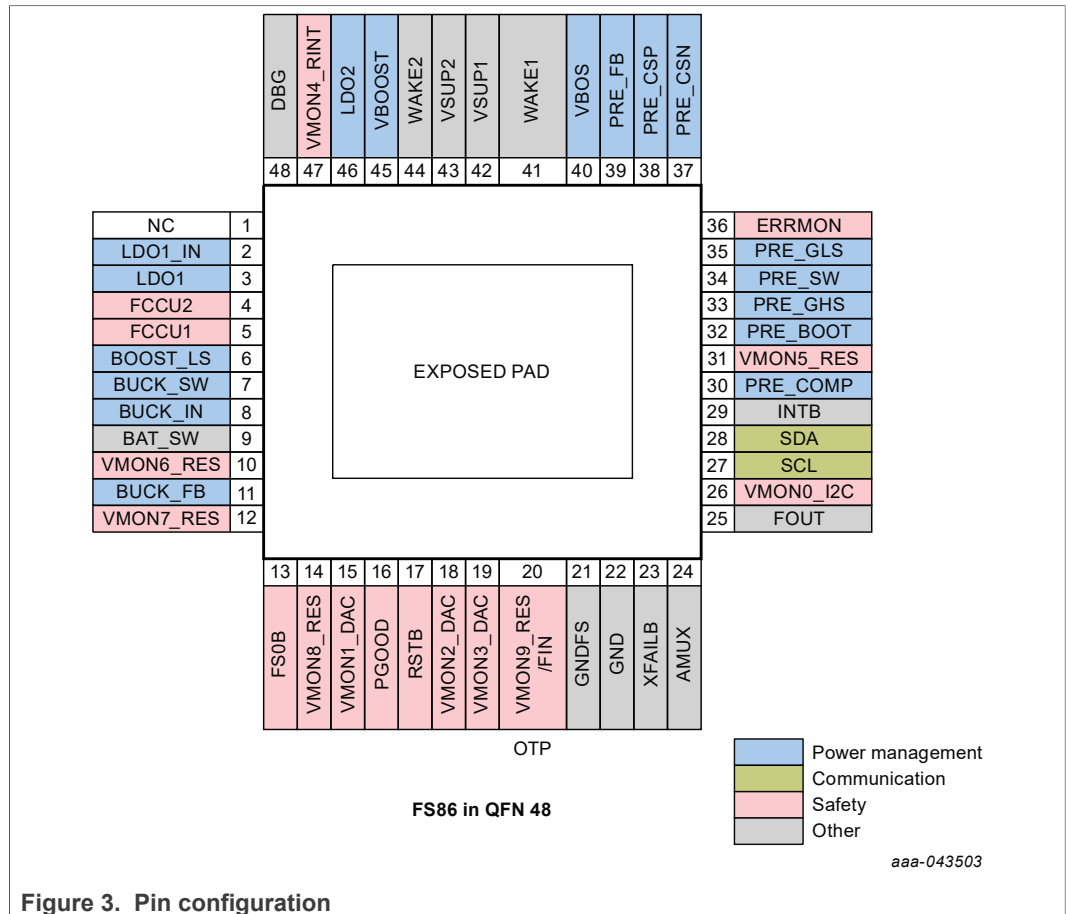 DBG
VMON4_RINT
LDO2
VBOOST
WAKE2
VSUP2
VSUP1
WAKE1
VBOS
PRE_FB
PRE_CSP
PRE_CSN
48 47 46 45 44 43 42 41 40 39 38 37
NC 1
LDO1_IN 2
LDO1 3
FCCU2 4
FCCU1 5
BOOST_LS 6
BUCK_SW 7
BUCK_IN 8
BAT_SW 9
VMON6_RES 10
BUCK_FB 11
VMON7_RES 12
EXPOSED PAD
36 ERRMON
35 PRE_GLS
34 PRE_SW
33 PRE_GHS
32 PRE_BOOT
31 VMON5_RES
30 PRE_COMP
29 INTB
28 SDA
27 SCL
26 VMON0_I2C
25 FOUT
13 14 15 16 17 18 19 20 21 22 23 24
FS0B
VMON8_RES
VMON1_DAC
PGOOD
RSTB
VMON2_DAC
VMON3_DAC
VMON9_RES
/FIN
GNDFS
GND
XFAILB
AMUX
OTP
Power management
Communication
Safety
Other
FS86 in QFN 48
aaa-043503
Figure 3. Pin configuration